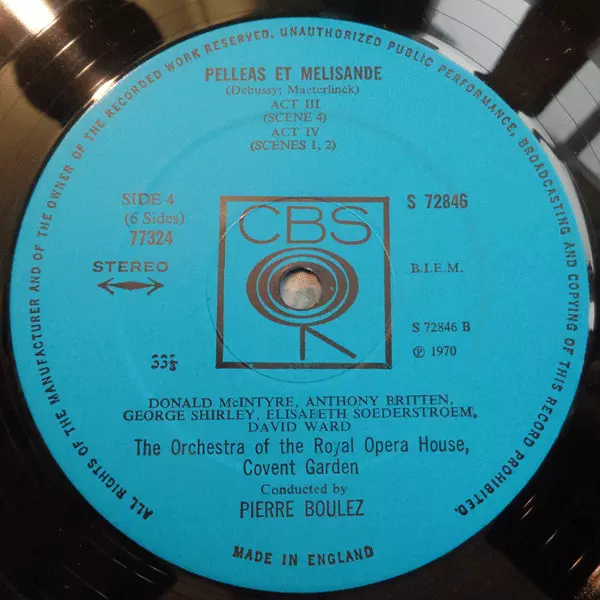 ALL RIGHTS OF THE MANUFACTURER AND OF THE OWNER OF THE RECORDED WORK RESERVED. UNAUTHORIZED PUBLIC PERFORMANCE, BROADCASTING AND COPYING OF THIS RECORD PROHIBITED.
PELLEAS ET MELISANDE
(Debussy; Maeterlinck)
ACT III
(SCENE 4)
ACT IV
(SCENES 1, 2)
SIDE 4
(6 Sides)
77324
STEREO
33⅓
CBS
S 72846
B.I.E.M.
S 72846 B
℗ 1970
DONALD McINTYRE, ANTHONY BRITTEN,
GEORGE SHIRLEY, ELISABETH SOEDERSTROEM,
DAVID WARD
The Orchestra of the Royal Opera House,
Covent Garden
Conducted by
PIERRE BOULEZ
MADE IN ENGLAND